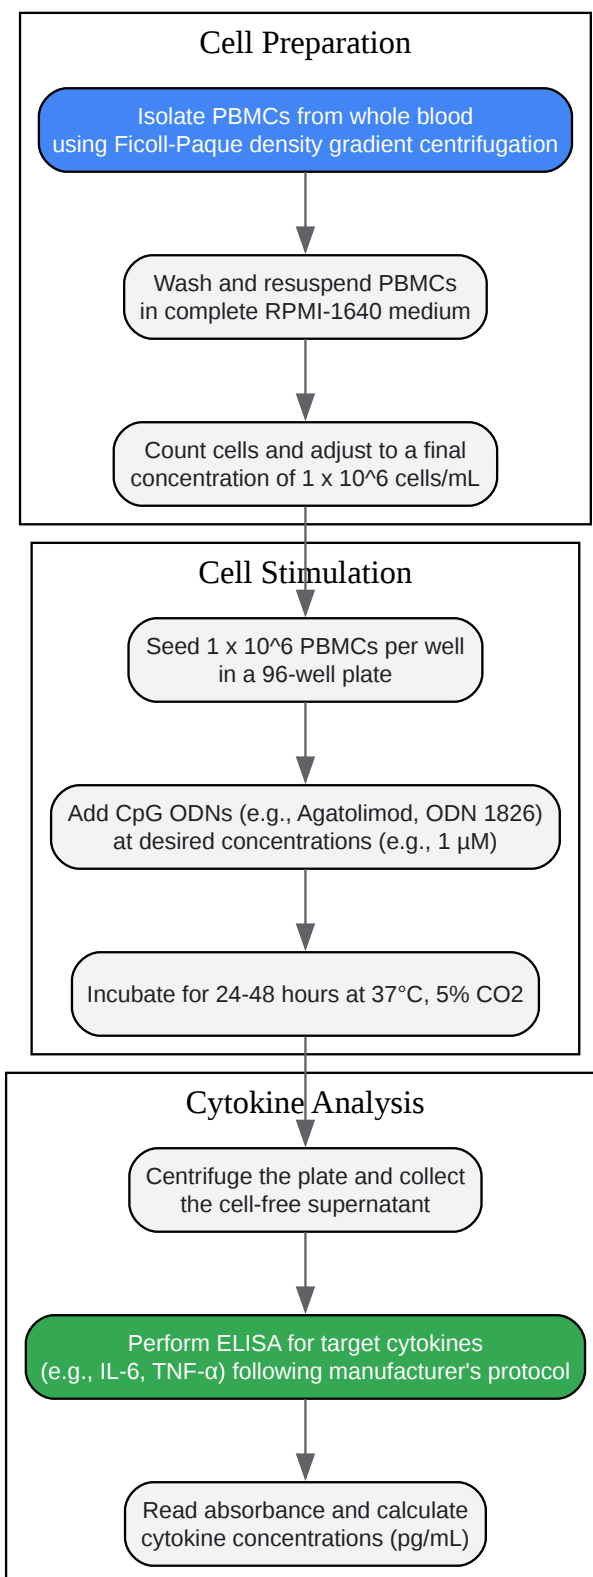 Cell Preparation
Isolate PBMCs from whole blood
using Ficoll-Paque density gradient centrifugation
Wash and resuspend PBMCs
in complete RPMI-1640 medium
Count cells and adjust to a final
concentration of 1 x 10^6 cells/mL
Cell Stimulation
Seed 1 x 10^6 PBMCs per well
in a 96-well plate
Add CpG ODNs (e.g., Agatolimod, ODN 1826)
at desired concentrations (e.g., 1 µM)
Incubate for 24-48 hours at 37°C, 5% CO2
Cytokine Analysis
Centrifuge the plate and collect
the cell-free supernatant
Perform ELISA for target cytokines
(e.g., IL-6, TNF-α) following manufacturer's protocol
Read absorbance and calculate
cytokine concentrations (pg/mL)